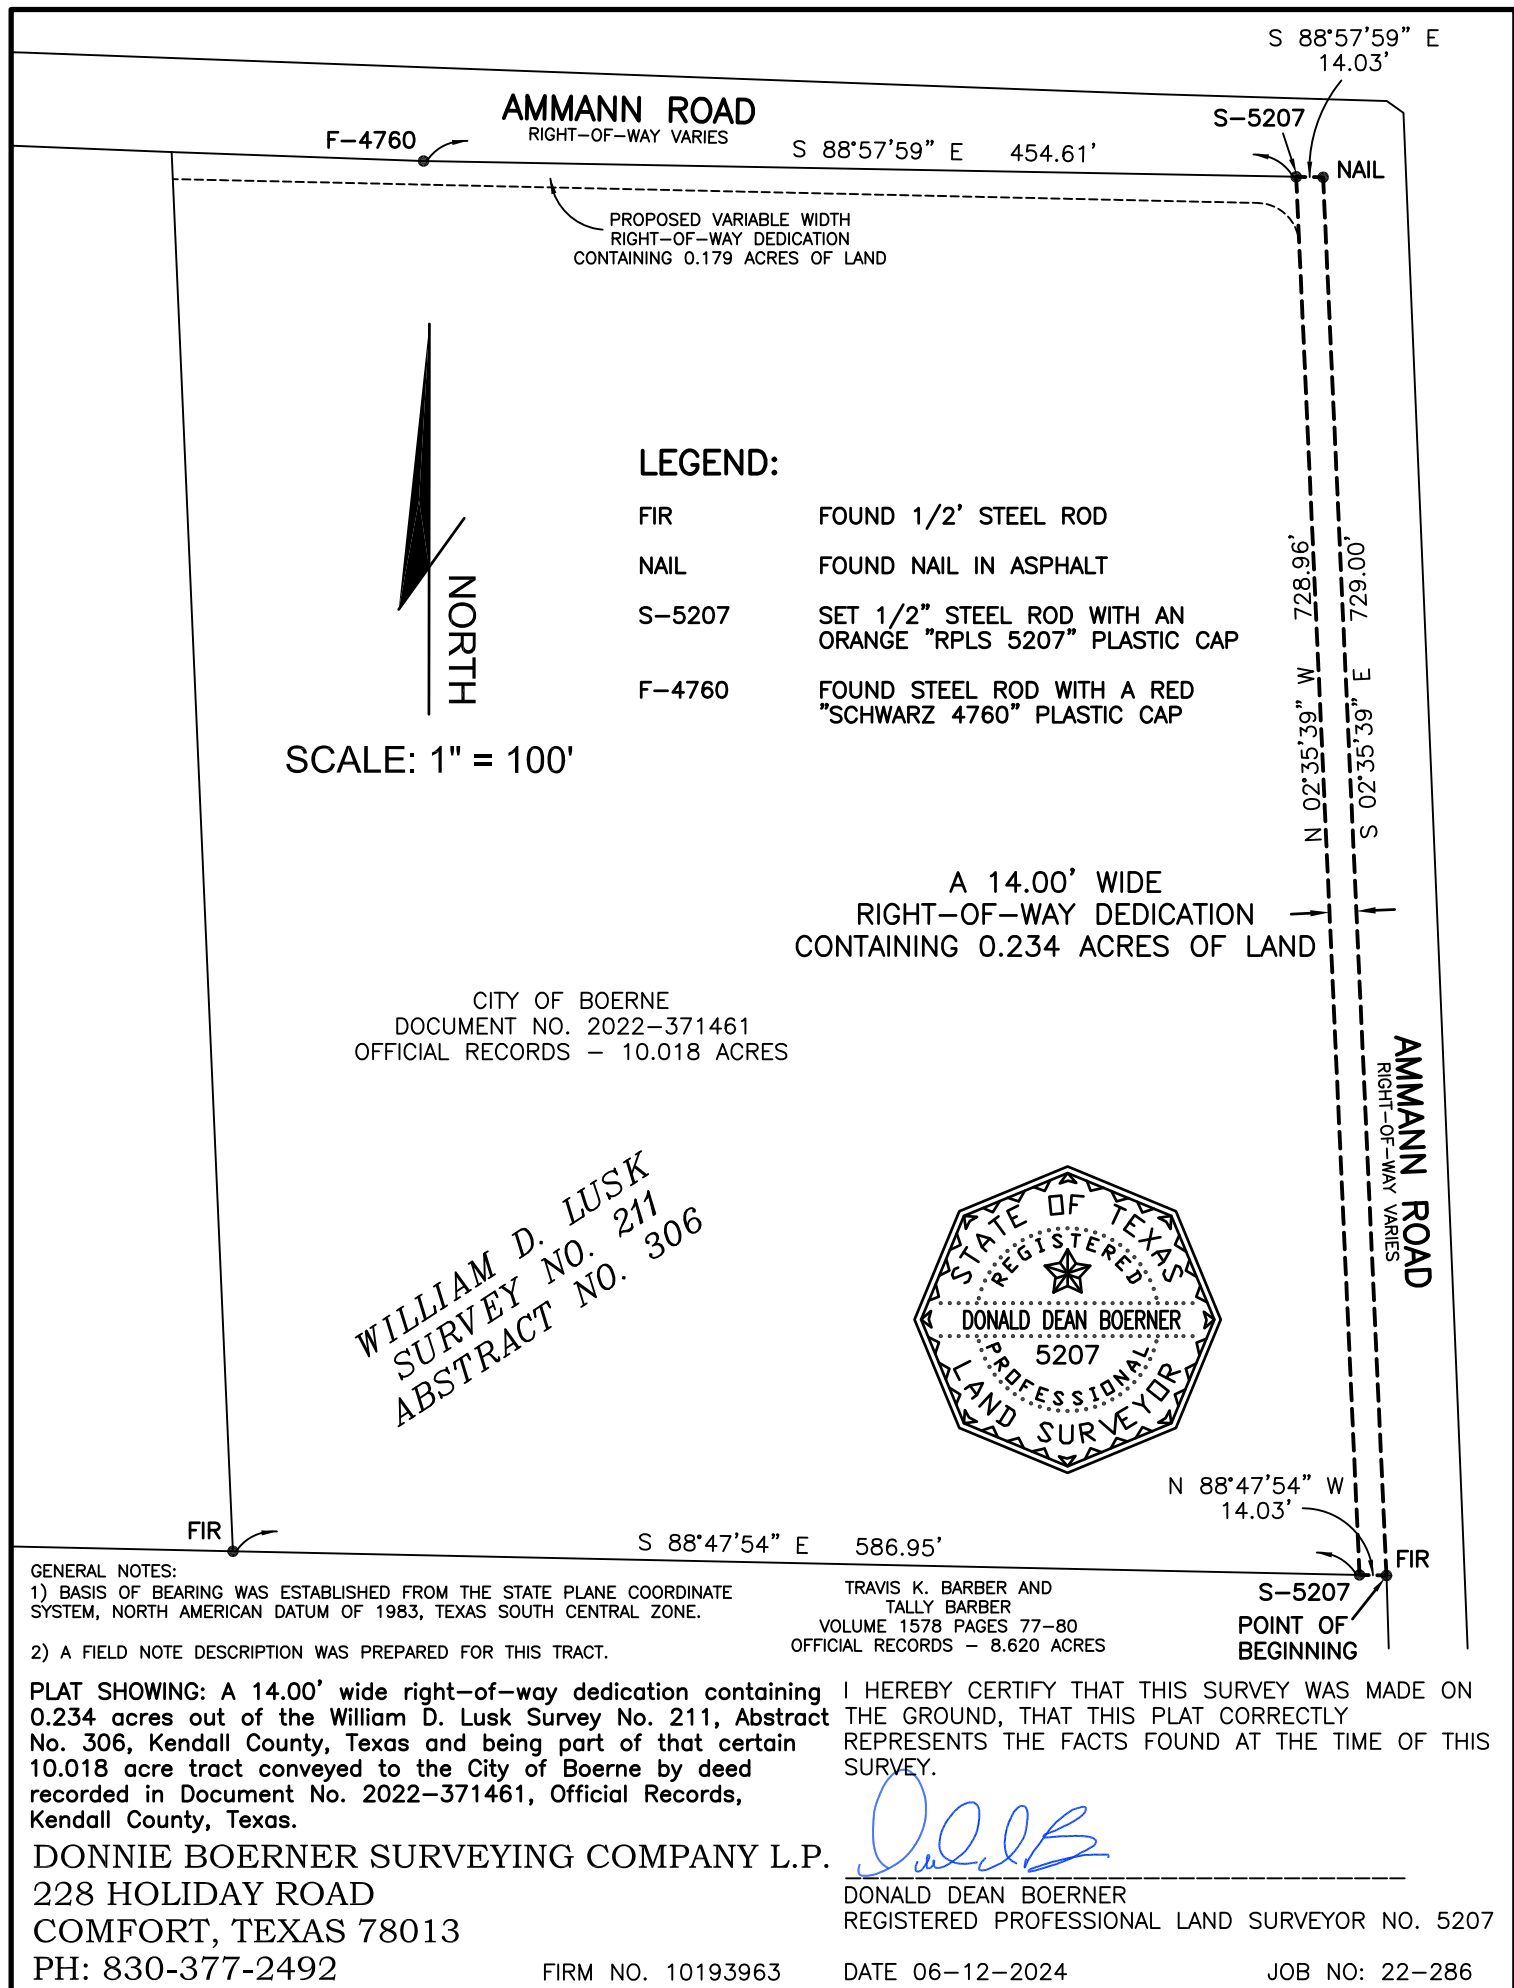 S 88°57'59" E
14.03'
AMMANN ROAD
RIGHT-OF-WAY VARIES
F-4760
S 88°57'59" E 454.61'
S-5207
NAIL
PROPOSED VARIABLE WIDTH
RIGHT-OF-WAY DEDICATION
CONTAINING 0.179 ACRES OF LAND
NORTH
SCALE: 1" = 100'
LEGEND:
FIR FOUND 1/2' STEEL ROD
NAIL FOUND NAIL IN ASPHALT
S-5207 SET 1/2" STEEL ROD WITH AN
ORANGE "RPLS 5207" PLASTIC CAP
F-4760 FOUND STEEL ROD WITH A RED
"SCHWARZ 4760" PLASTIC CAP
N 02°35'39" W 728.96'
S 02°35'39" E 729.00'
A 14.00' WIDE
RIGHT-OF-WAY DEDICATION
CONTAINING 0.234 ACRES OF LAND
CITY OF BOERNE
DOCUMENT NO. 2022-371461
OFFICIAL RECORDS - 10.018 ACRES
AMMANN ROAD
RIGHT-OF-WAY VARIES
WILLIAM D. LUSK
SURVEY NO. 211
ABSTRACT NO. 306
STATE OF TEXAS
REGISTERED
DONALD DEAN BOERNER
5207
PROFESSIONAL
LAND SURVEYOR
N 88°47'54" W
14.03'
FIR
S 88°47'54" E 586.95'
FIR
S-5207
POINT OF
BEGINNING
TRAVIS K. BARBER AND
TALLY BARBER
VOLUME 1578 PAGES 77-80
OFFICIAL RECORDS - 8.620 ACRES
GENERAL NOTES:
1) BASIS OF BEARING WAS ESTABLISHED FROM THE STATE PLANE COORDINATE
SYSTEM, NORTH AMERICAN DATUM OF 1983, TEXAS SOUTH CENTRAL ZONE.
2) A FIELD NOTE DESCRIPTION WAS PREPARED FOR THIS TRACT.
PLAT SHOWING: A 14.00' wide right-of-way dedication containing
0.234 acres out of the William D. Lusk Survey No. 211, Abstract
No. 306, Kendall County, Texas and being part of that certain
10.018 acre tract conveyed to the City of Boerne by deed
recorded in Document No. 2022-371461, Official Records,
Kendall County, Texas.
I HEREBY CERTIFY THAT THIS SURVEY WAS MADE ON
THE GROUND, THAT THIS PLAT CORRECTLY
REPRESENTS THE FACTS FOUND AT THE TIME OF THIS
SURVEY.
DONNIE BOERNER SURVEYING COMPANY L.P.
228 HOLIDAY ROAD
COMFORT, TEXAS 78013
PH: 830-377-2492
FIRM NO. 10193963
DONALD DEAN BOERNER
REGISTERED PROFESSIONAL LAND SURVEYOR NO. 5207
DATE 06-12-2024
JOB NO: 22-286